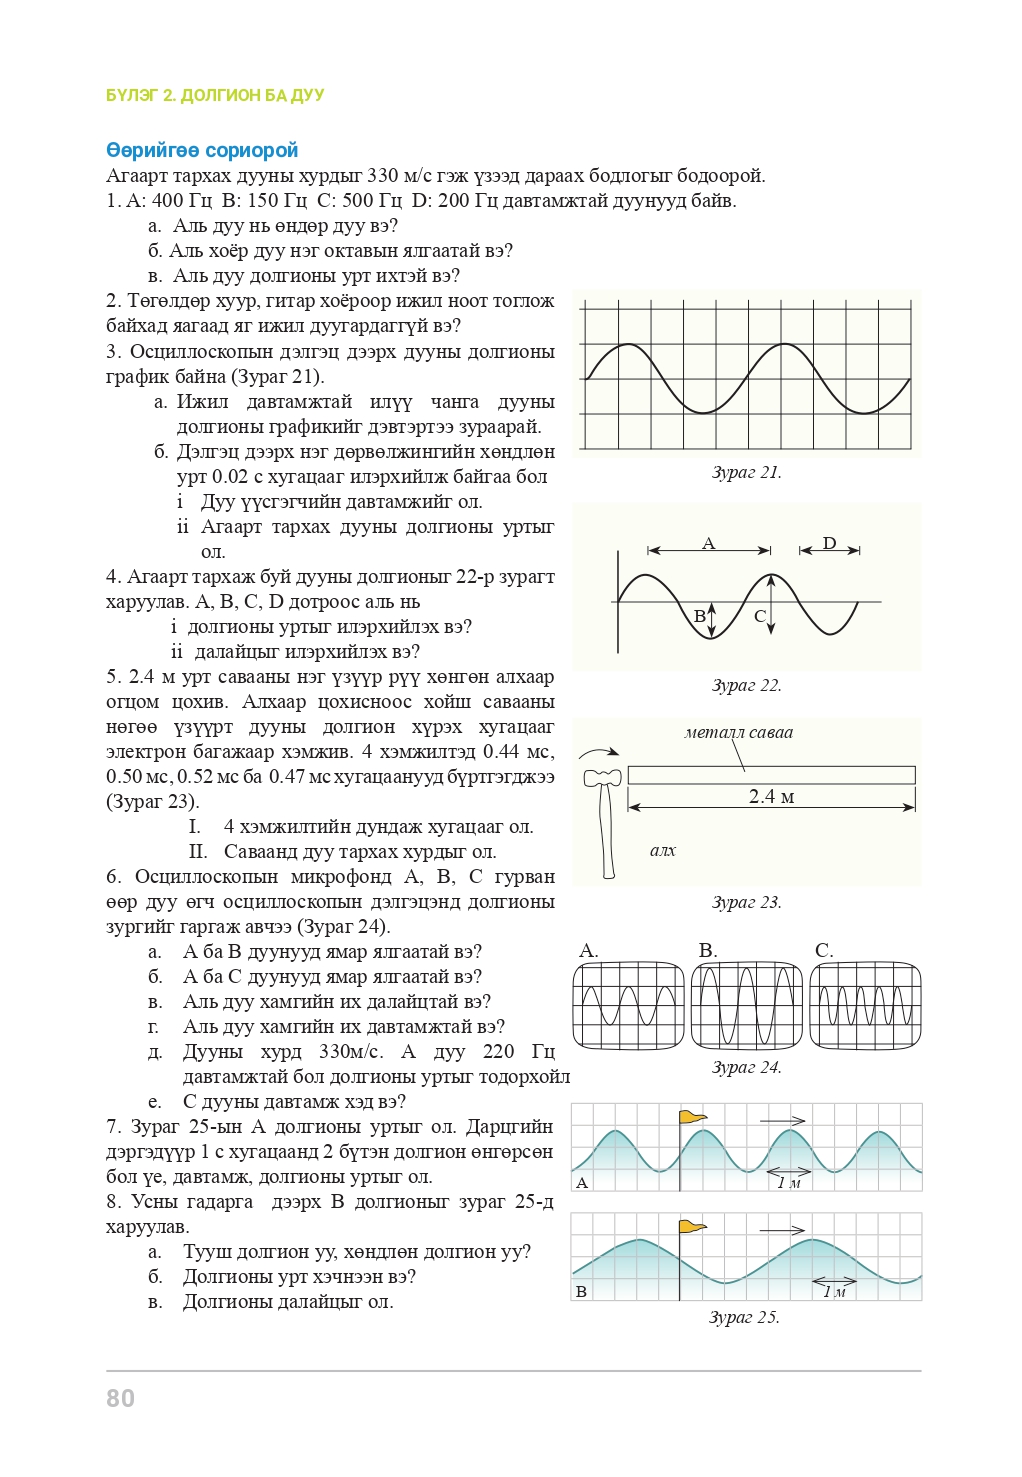 БҮЛЭГ 2. ДОЛГИОН БА ДУУ
Өөрийгөө сориорой
Агаарт тархах дууны хурдыг 330 м/с гэж үзээд дараах бодлогыг бодоорой.
1. A: 400 Гц B: 150 Гц C: 500 Гц D: 200 Гц давтамжтай дуунууд байв.
а. Аль дуу нь өндөр дуу вэ?
б. Аль хоёр дуу нэг октавын ялгаатай вэ?
в. Аль дуу долгионы урт ихтэй вэ?
2. Төгөлдөр хуур, гитар хоёроор ижил ноот тоглож
байхад яагаад яг ижил дуугардаггүй вэ?
3. Осциллоскопын дэлгэц дээрх дууны долгионы
график байна (Зураг 21).
а. Ижил давтамжтай илүү чанга дууны
долгионы графикийг дэвтэртээ зураарай.
б. Дэлгэц дээрх нэг дөрвөлжингийн хөндлөн
урт 0.02 с хугацааг илэрхийлж байгаа бол
i Дуу үүсгэгчийн давтамжийг ол.
ii Агаарт тархах дууны долгионы уртыг
ол.
4. Агаарт тархаж буй дууны долгионыг 22-р зурагт
харуулав. A, B, C, D дотроос аль нь
i долгионы уртыг илэрхийлэх вэ?
ii далайцыг илэрхийлэх вэ?
5. 2.4 м урт савааны нэг үзүүр рүү хөнгөн алхаар
огцом цохив. Алхаар цохисноос хойш савааны
нөгөө үзүүрт дууны долгион хүрэх хугацааг
электрон багажаар хэмжив. 4 хэмжилтэд 0.44 мс,
0.50 мс, 0.52 мс ба 0.47 мс хугацаанууд бүртгэгджээ
(Зураг 23).
I. 4 хэмжилтийн дундаж хугацааг ол.
II. Саваанд дуу тархах хурдыг ол.
6. Осциллоскопын микрофонд A, B, C гурван
өөр дуу өгч осциллоскопын дэлгэцэнд долгионы
зургийг гаргаж авчээ (Зураг 24).
а. A ба B дуунууд ямар ялгаатай вэ?
б. A ба C дуунууд ямар ялгаатай вэ?
в. Аль дуу хамгийн их далайцтай вэ?
г. Аль дуу хамгийн их давтамжтай вэ?
д. Дууны хурд 330м/с. A дуу 220 Гц
давтамжтай бол долгионы уртыг тодорхойл
е. C дууны давтамж хэд вэ?
7. Зураг 25-ын A долгионы уртыг ол. Дарцгийн
дэргэдүүр 1 с хугацаанд 2 бүтэн долгион өнгөрсөн
бол үе, давтамж, долгионы уртыг ол.
8. Усны гадарга дээрх B долгионыг зураг 25-д
харуулав.
а. Тууш долгион уу, хөндлөн долгион уу?
б. Долгионы урт хэчнээн вэ?
в. Долгионы далайцыг ол.
Зураг 21.
A D
B C
Зураг 22.
металл саваа
2.4 м
алх
Зураг 23.
A. B. C.
Зураг 24.
A 1 м
B 1 м
Зураг 25.
80